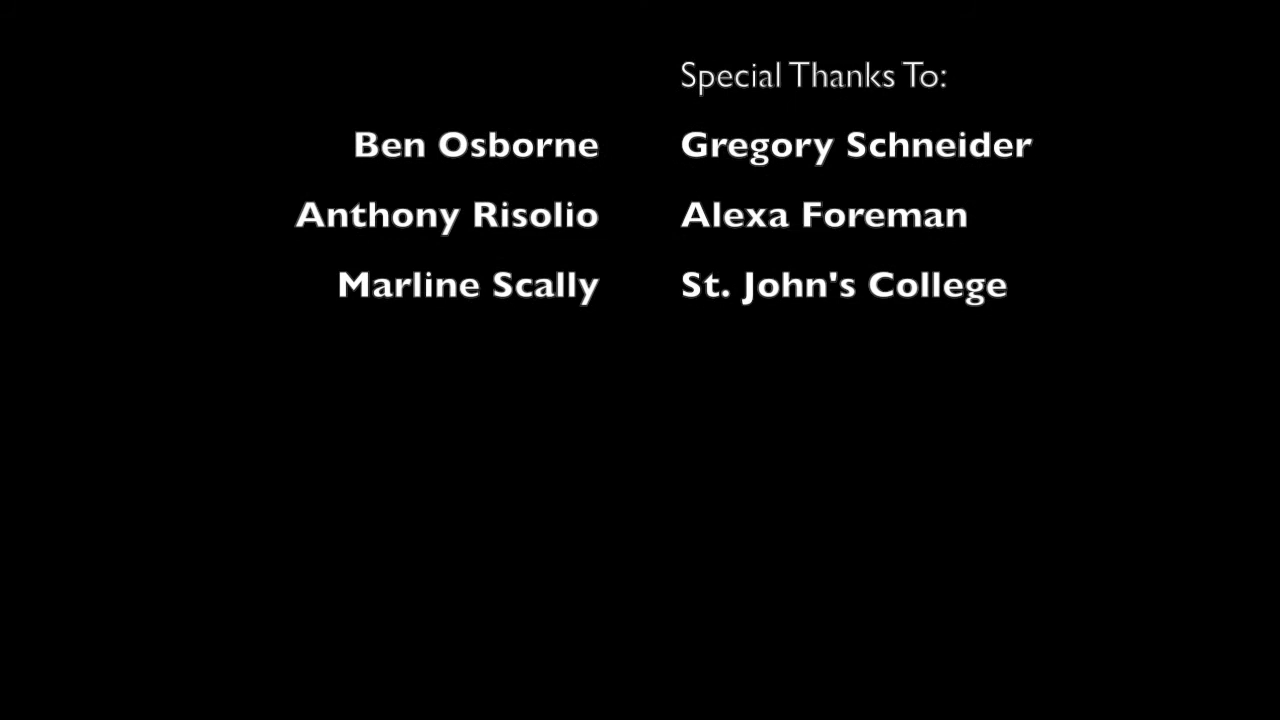 Special Thanks To:
Ben Osborne Gregory Schneider
Anthony Risolio Alexa Foreman
Marline Scally St. John's College